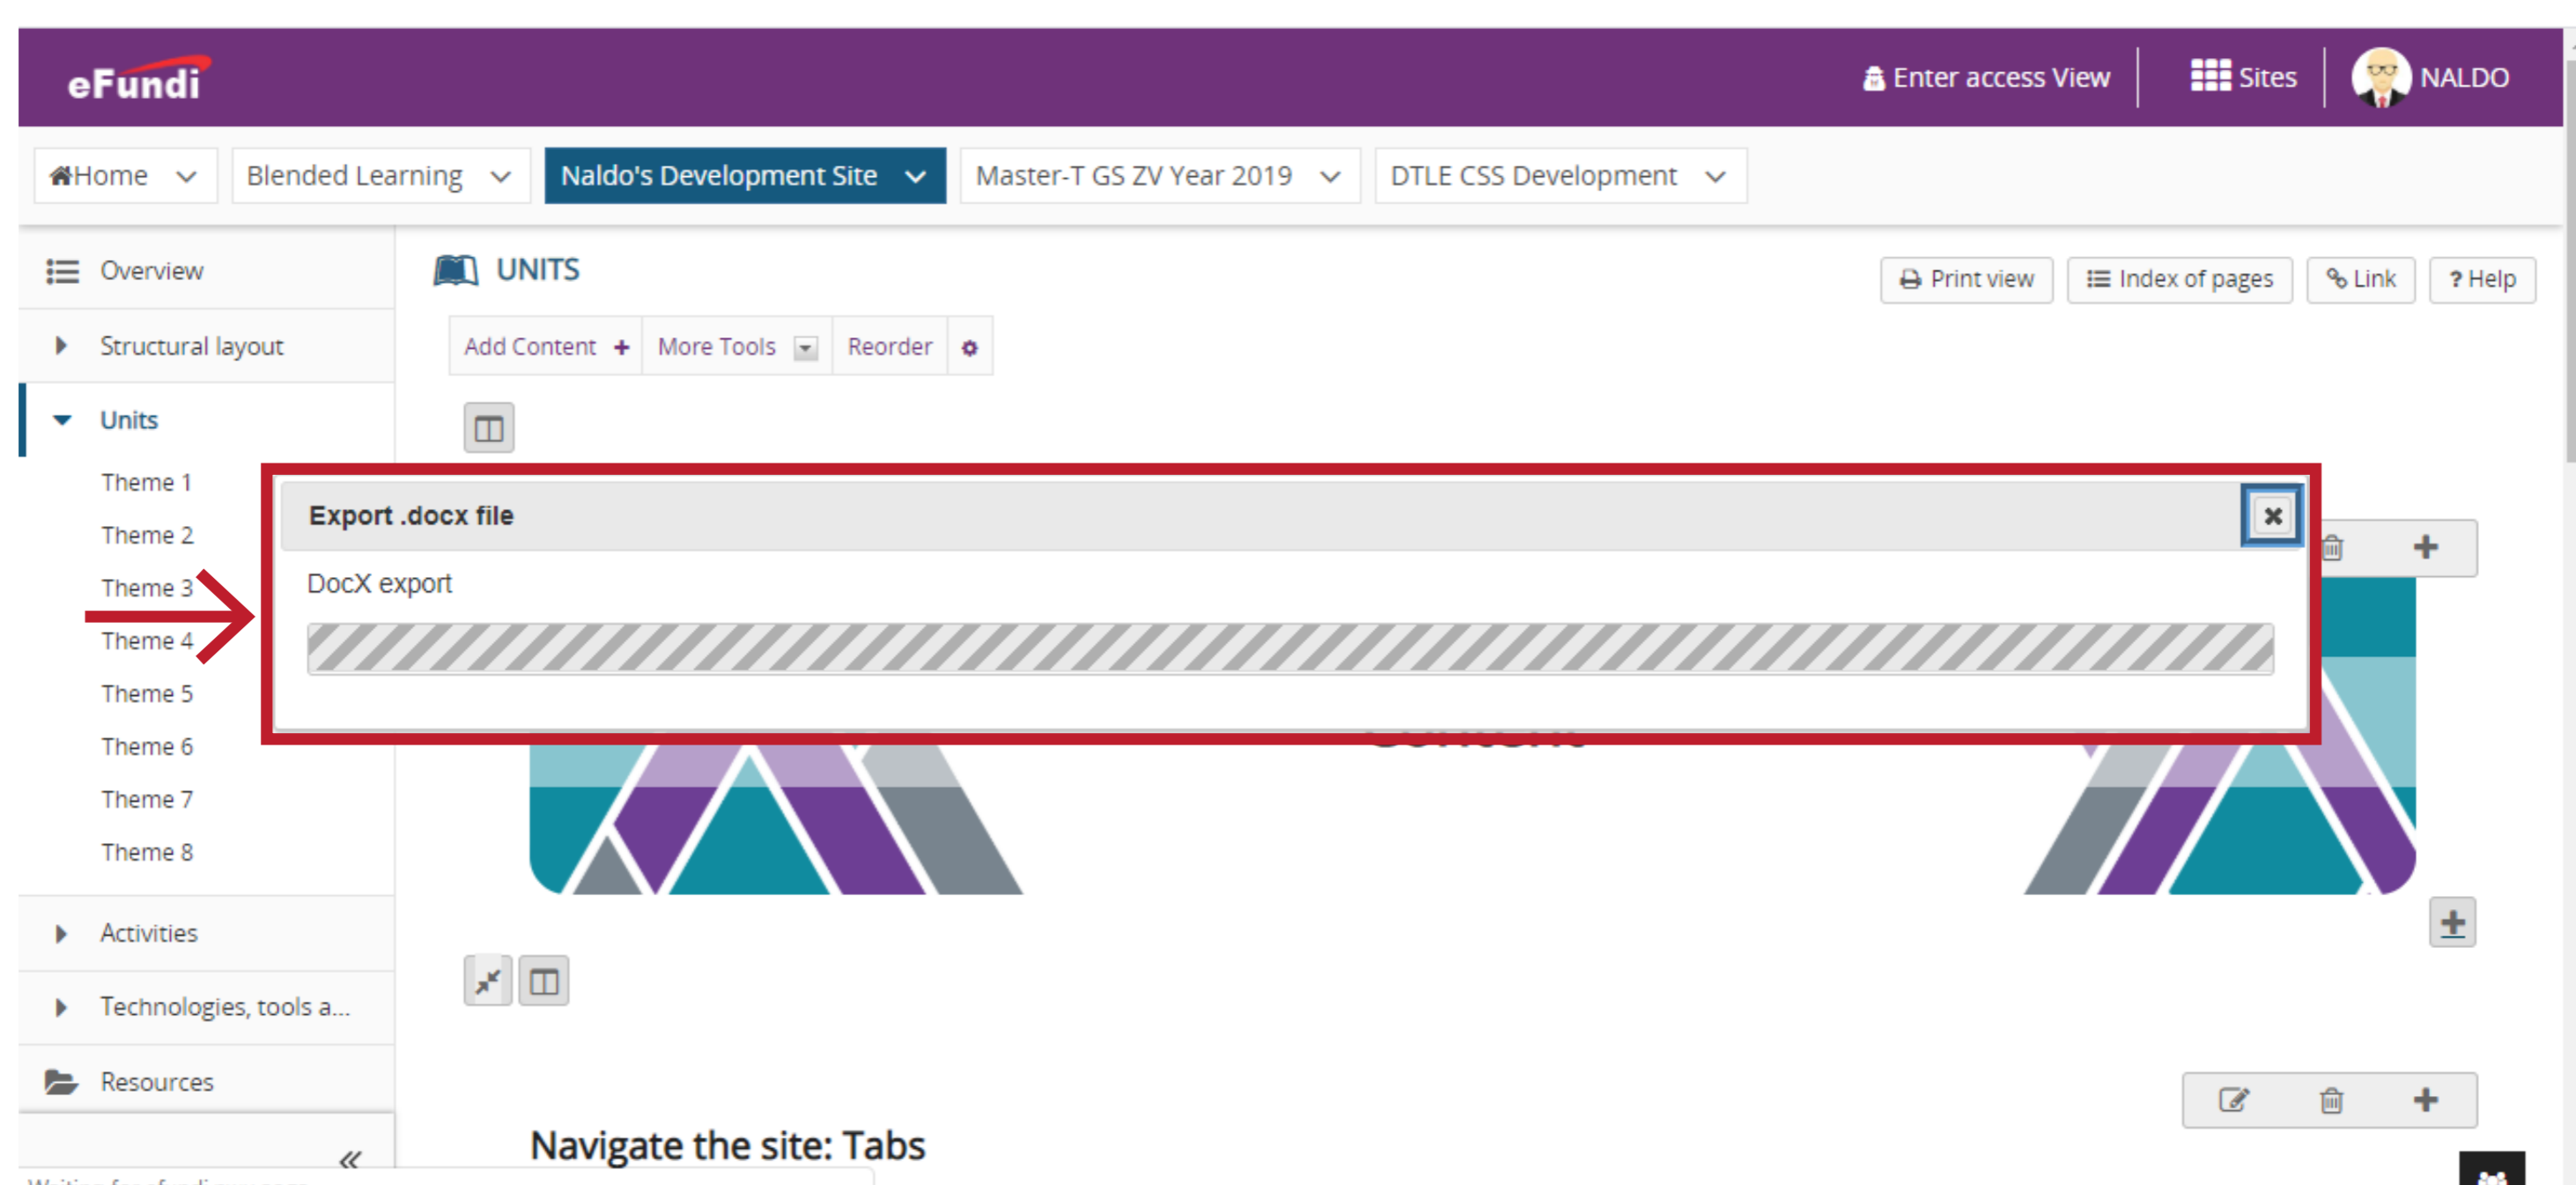 eFundi
Enter access View
Sites
NALDO
Home
Blended Learning
Naldo's Development Site
Master-T GS ZV Year 2019
DTLE CSS Development
Overview
Structural layout
Units
Theme 1
Theme 2
Theme 3
Theme 4
Theme 5
Theme 6
Theme 7
Theme 8
Activities
Technologies, tools a...
Resources
UNITS
Print view
Index of pages
Link
? Help
Add Content +
More Tools
Reorder
Export .docx file
DocX export
Navigate the site: Tabs